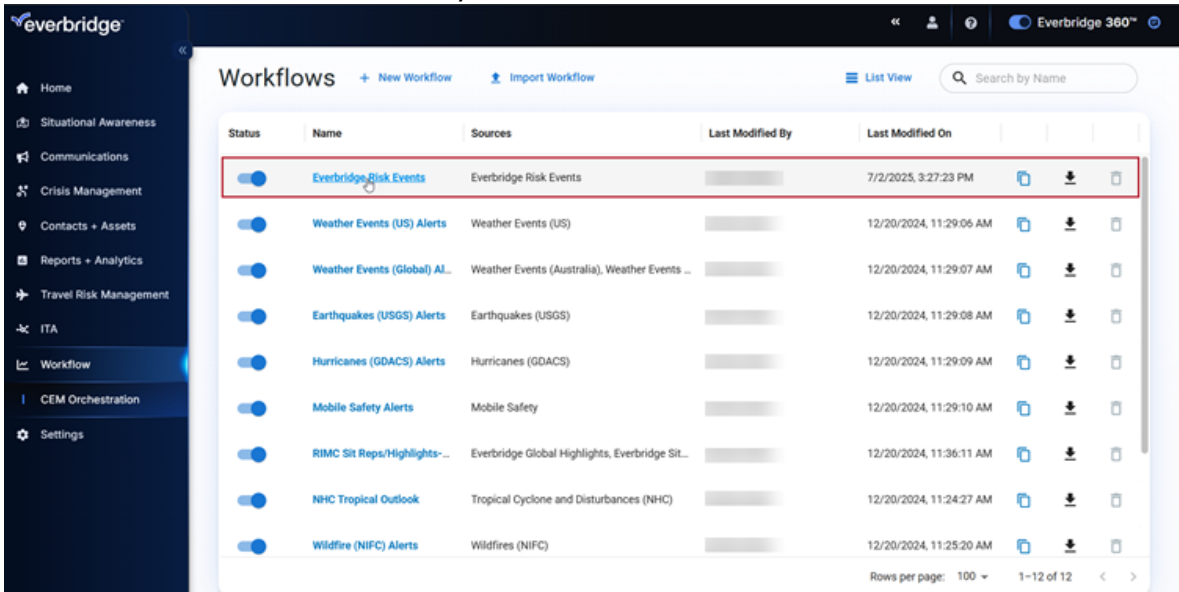 everbridge
« Everbridge 360™
«
Home
Situational Awareness
Communications
Crisis Management
Contacts + Assets
Reports + Analytics
Travel Risk Management
ITA
Workflow
CEM Orchestration
Settings
Workflows + New Workflow Import Workflow List View Search by Name
Status Name Sources Last Modified By Last Modified On
Everbridge Risk Events Everbridge Risk Events 7/2/2025, 3:27:23 PM
Weather Events (US) Alerts Weather Events (US) 12/20/2024, 11:29:06 AM
Weather Events (Global) Al... Weather Events (Australia), Weather Events ... 12/20/2024, 11:29:07 AM
Earthquakes (USGS) Alerts Earthquakes (USGS) 12/20/2024, 11:29:08 AM
Hurricanes (GDACS) Alerts Hurricanes (GDACS) 12/20/2024, 11:29:09 AM
Mobile Safety Alerts Mobile Safety 12/20/2024, 11:29:10 AM
RIMC Sit Reps/Highlights-... Everbridge Global Highlights, Everbridge Sit... 12/20/2024, 11:36:11 AM
NHC Tropical Outlook Tropical Cyclone and Disturbances (NHC) 12/20/2024, 11:24:27 AM
Wildfire (NIFC) Alerts Wildfires (NIFC) 12/20/2024, 11:25:20 AM
Rows per page: 100 1–12 of 12 < >